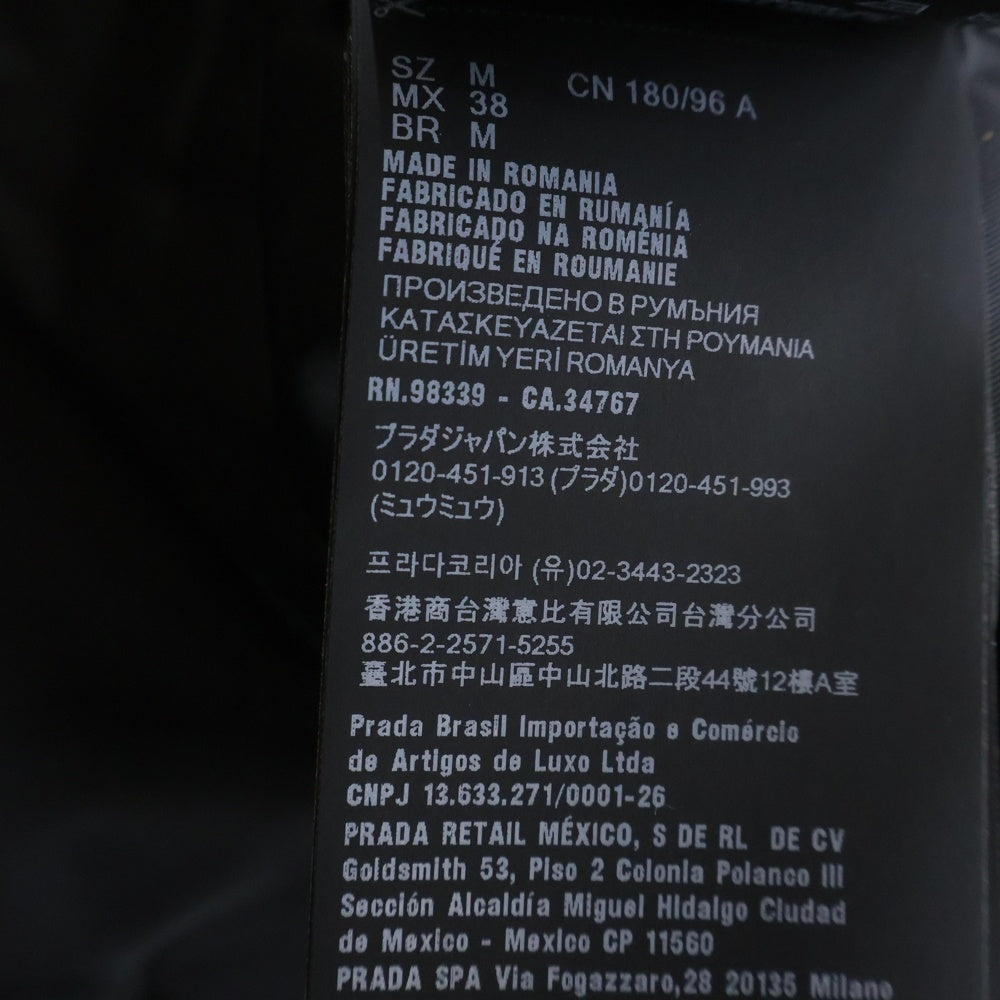 SZ M CN 180/96 A
MX 38
BR M
MADE IN ROMANIA
FABRICADO EN RUMANÍA
FABRICADO NA ROMÊNIA
FABRIQUÉ EN ROUMANIE
ПРОИЗВЕДЕНО В РУМЪНИЯ
ΚΑΤΑΣΚΕΥΑΖΕΤΑΙ ΣΤΗ ΡΟΥΜΑΝΙΑ
ÜRETİM YERİ ROMANYA
RN.98339 - CA.34767
プラダジャパン株式会社
0120-451-913 (プラダ)0120-451-993
(ミュウミュウ)
프라다코리아 (유)02-3443-2323
香港商台灣憙比有限公司台灣分公司
886-2-2571-5255
臺北市中山區中山北路二段44號12樓A室
Prada Brasil Importação e Comércio
de Artigos de Luxo Ltda
CNPJ 13.633.271/0001-26
PRADA RETAIL MÉXICO, S DE RL DE CV
Goldsmith 53, Piso 2 Colonia Polanco III
Sección Alcaldía Miguel Hidalgo Ciudad
de Mexico - Mexico CP 11560
PRADA SPA Via Fogazzaro,28 20135 Milano